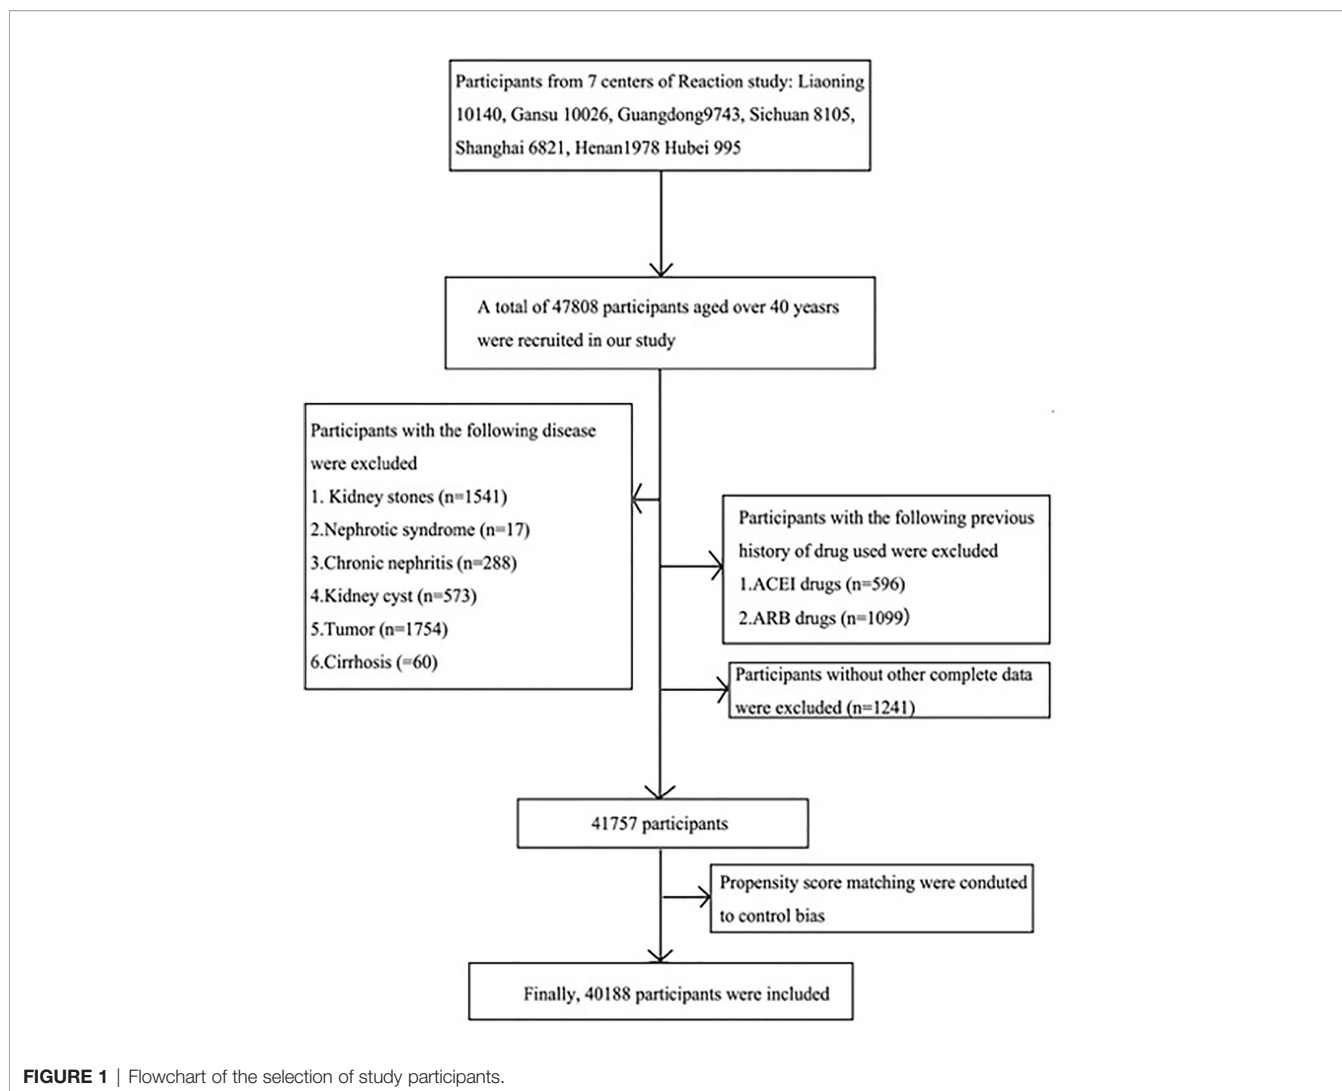 Participants from 7 centers of Reaction study: Liaoning
10140, Gansu 10026, Guangdong9743, Sichuan 8105,
Shanghai 6821, Henan1978 Hubei 995
A total of 47808 participants aged over 40 yeasrs
were recruited in our study
Participants with the following disease
were excluded
1. Kidney stones (n=1541)
2.Nephrotic syndrome (n=17)
3.Chronic nephritis (n=288)
4.Kidney cyst (n=573)
5.Tumor (n=1754)
6.Cirrhosis (=60)
Participants with the following previous
history of drug used were excluded
1.ACEI drugs (n=596)
2.ARB drugs (n=1099)
Participants without other complete data
were excluded (n=1241)
41757 participants
Propensity score matching were conduted
to control bias
Finally, 40188 participants were included
FIGURE 1 | Flowchart of the selection of study participants.